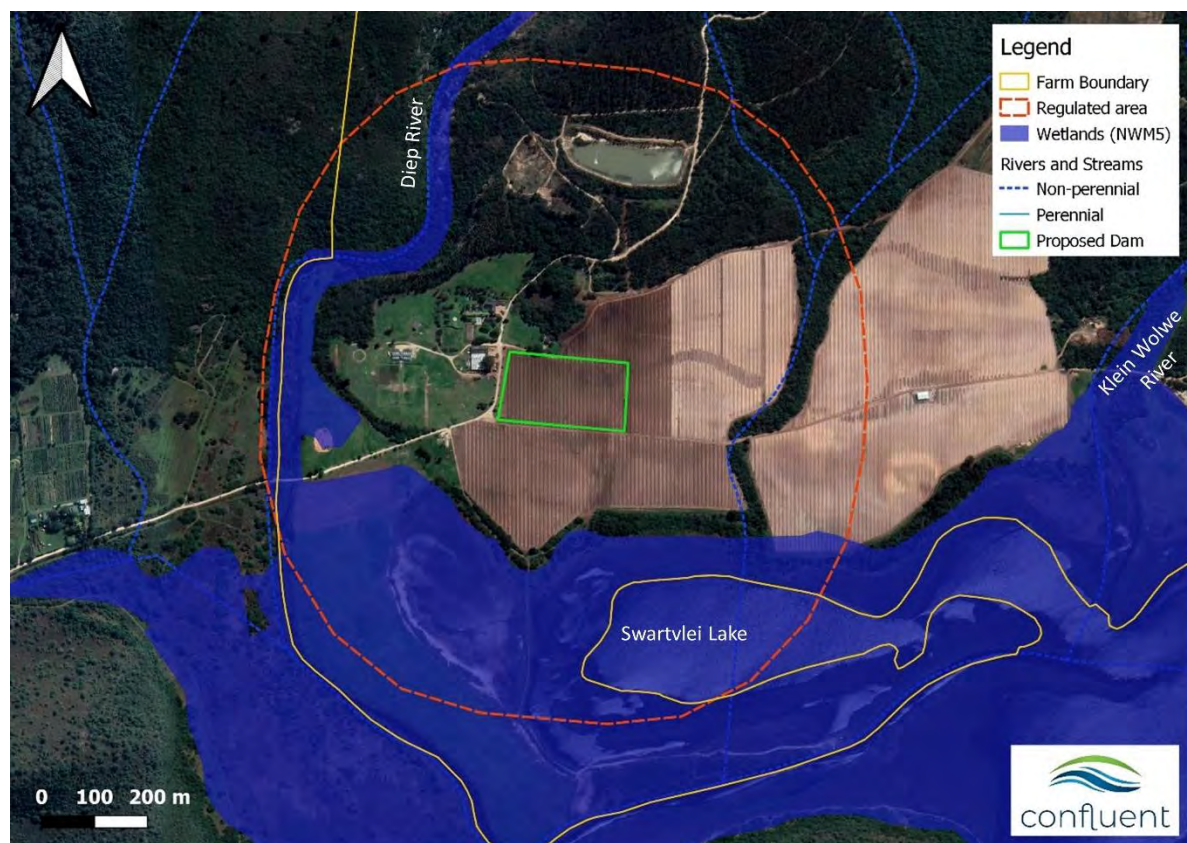 Legend
Farm Boundary
Regulated area
Wetlands (NWM5)
Rivers and Streams
Non-perennial
Perennial
Proposed Dam
Diep River
Klein Wolwe
River
Swartvlei Lake
0 100 200 m
confluent